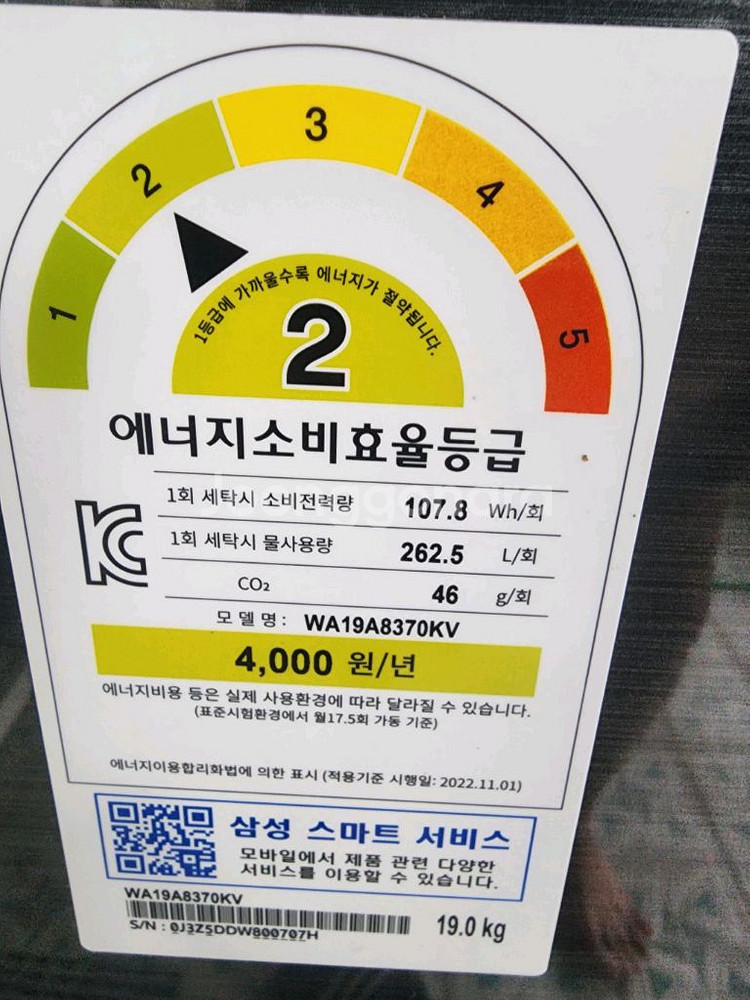 1
2
3
4
5
1등급에 가까울수록 에너지가 절약됩니다.
2
에너지소비효율등급
1회 세탁시 소비전력량 107.8 Wh/회
1회 세탁시 물사용량 262.5 L/회
CO₂ 46 g/회
모델명: WA19A8370KV
4,000 원/년
에너지비용 등은 실제 사용환경에 따라 달라질 수 있습니다.
(표준시험환경에서 월17.5회 가동 기준)
에너지이용합리화법에 의한 표시 (적용기준 시행일: 2022.11.01)
삼성 스마트 서비스
모바일에서 제품 관련 다양한
서비스를 이용할 수 있습니다.
WA19A8370KV
S/N : 0J3Z5DDW800707H
19.0 kg